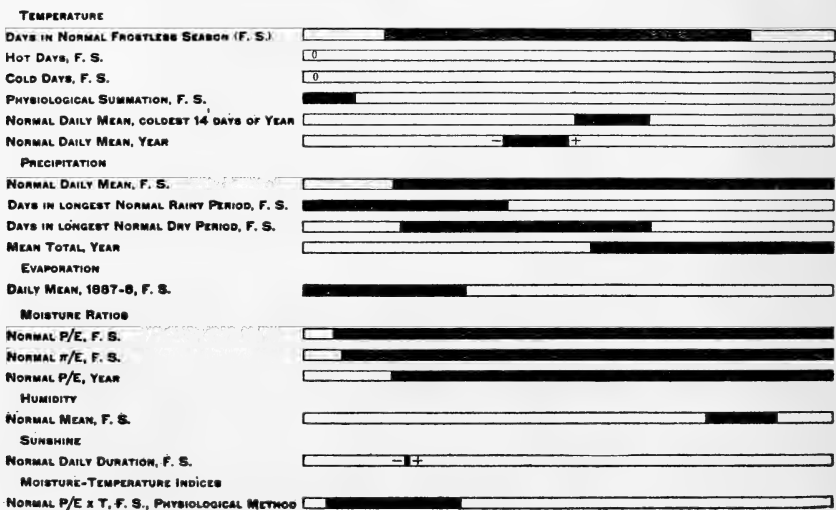 TEMPERATURE
DAYS IN NORMAL FROSTLESS SEASON (F. S.)
HOT DAYS, F. S. 0
COLD DAYS, F. S. 0
PHYSIOLOGICAL SUMMATION, F. S.
NORMAL DAILY MEAN, COLDEST 14 DAYS OF YEAR
NORMAL DAILY MEAN, YEAR - +
PRECIPITATION
NORMAL DAILY MEAN, F. S.
DAYS IN LONGEST NORMAL RAINY PERIOD, F. S.
DAYS IN LONGEST NORMAL DRY PERIOD, F. S.
MEAN TOTAL, YEAR
EVAPORATION
DAILY MEAN, 1887-8, F. S.
MOISTURE RATIOS
NORMAL P/E, F. S.
NORMAL π/E, F. S.
NORMAL P/E, YEAR
HUMIDITY
NORMAL MEAN, F. S.
SUNSHINE
NORMAL DAILY DURATION, F. S. - +
MOISTURE-TEMPERATURE INDICES
NORMAL P/E X T, F. S., PHYSIOLOGICAL METHOD